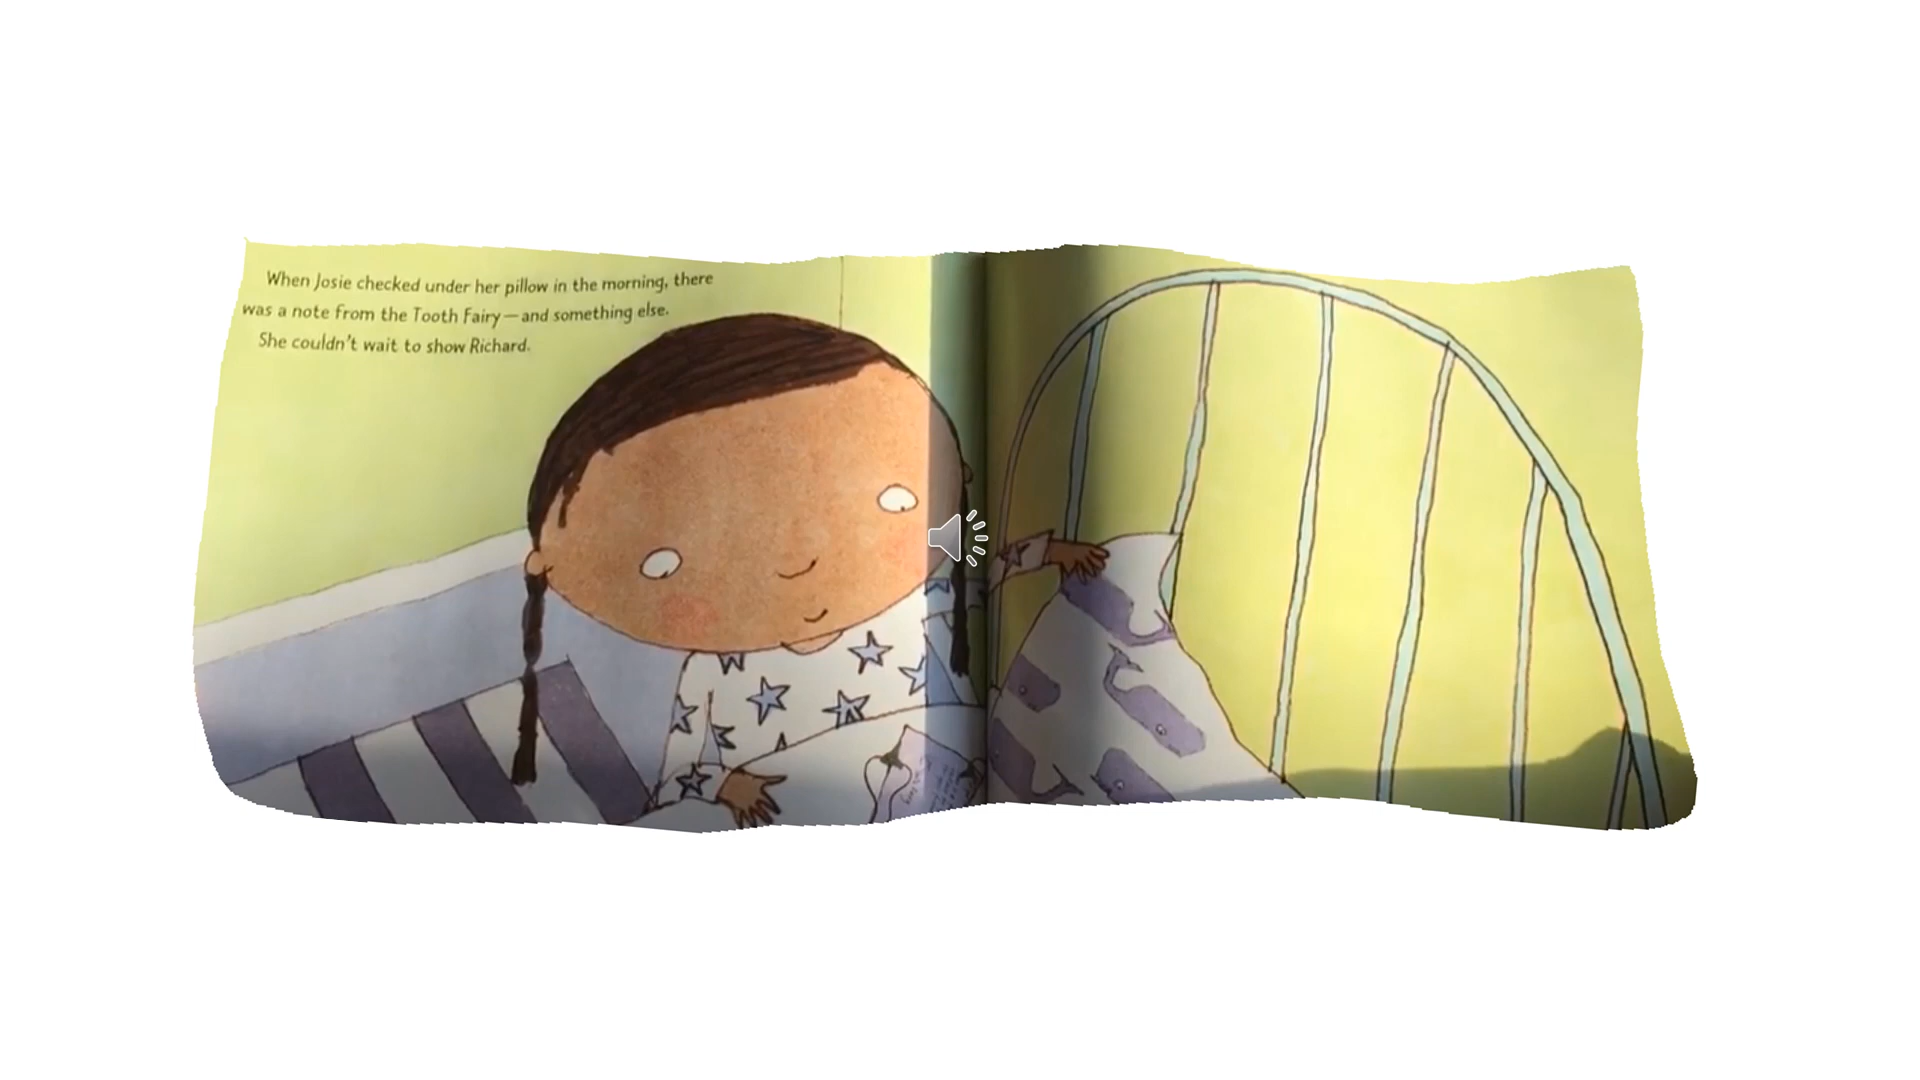 When Josie checked under her pillow in the morning, there
was a note from the Tooth Fairy—and something else.
She couldn't wait to show Richard.